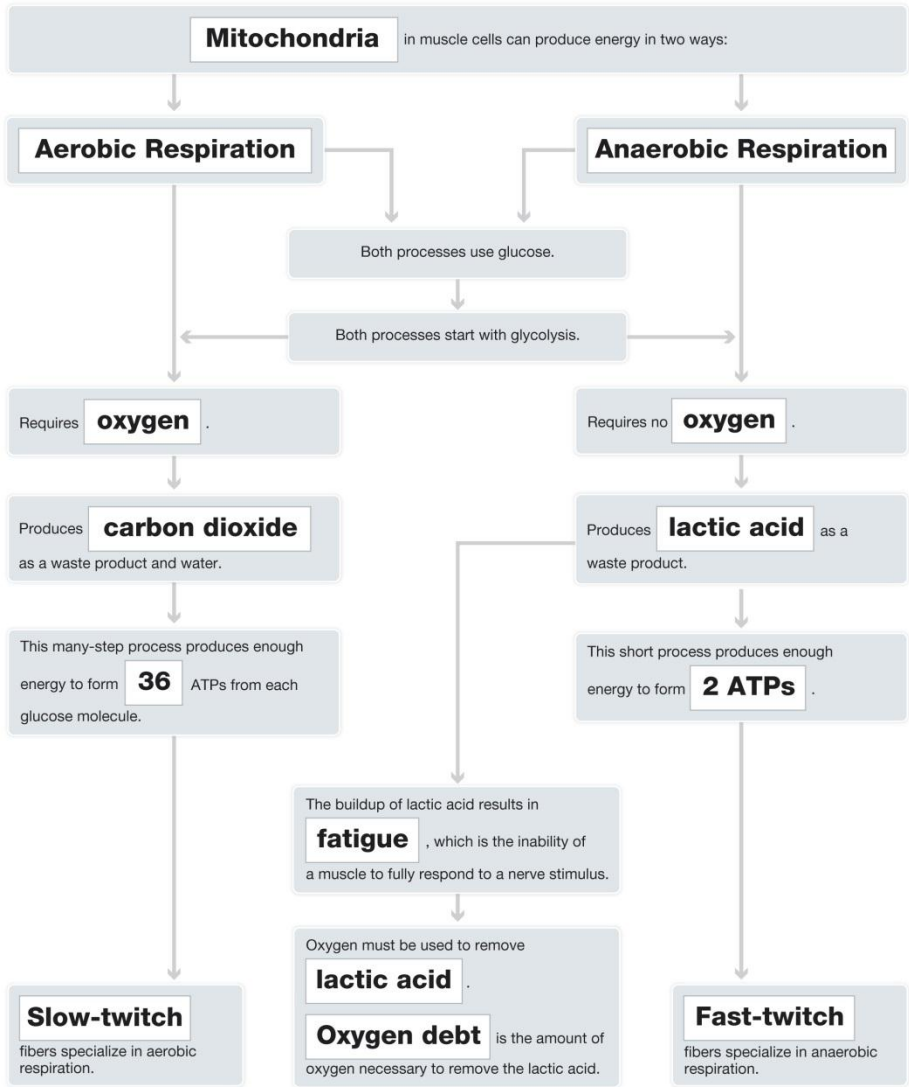 Mitochondria in muscle cells can produce energy in two ways:
Aerobic Respiration
Anaerobic Respiration
Both processes use glucose.
Both processes start with glycolysis.
Requires oxygen .
Requires no oxygen .
Produces carbon dioxide
as a waste product and water.
Produces lactic acid as a
waste product.
This many-step process produces enough
energy to form 36 ATPs from each
glucose molecule.
This short process produces enough
energy to form 2 ATPs .
The buildup of lactic acid results in
fatigue , which is the inability of
a muscle to fully respond to a nerve stimulus.
Oxygen must be used to remove
lactic acid .
Oxygen debt is the amount of
oxygen necessary to remove the lactic acid.
Slow-twitch
fibers specialize in aerobic
respiration.
Fast-twitch
fibers specialize in anaerobic
respiration.